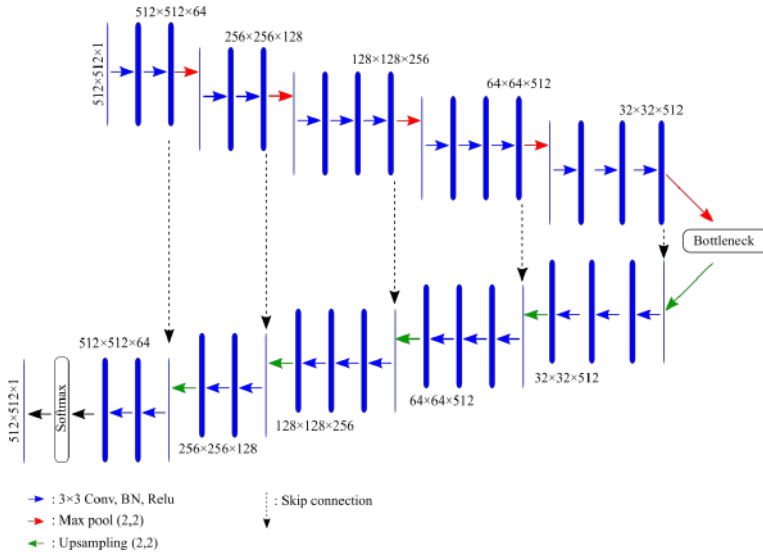 512×512×64
512×512×1
256×256×128
128×128×256
64×64×512
32×32×512
Bottleneck
512×512×64
512×512×1
Softmax
256×256×128
128×128×256
64×64×512
32×32×512
: 3×3 Conv, BN, Relu
: Max pool (2,2)
: Upsampling (2,2)
: Skip connection